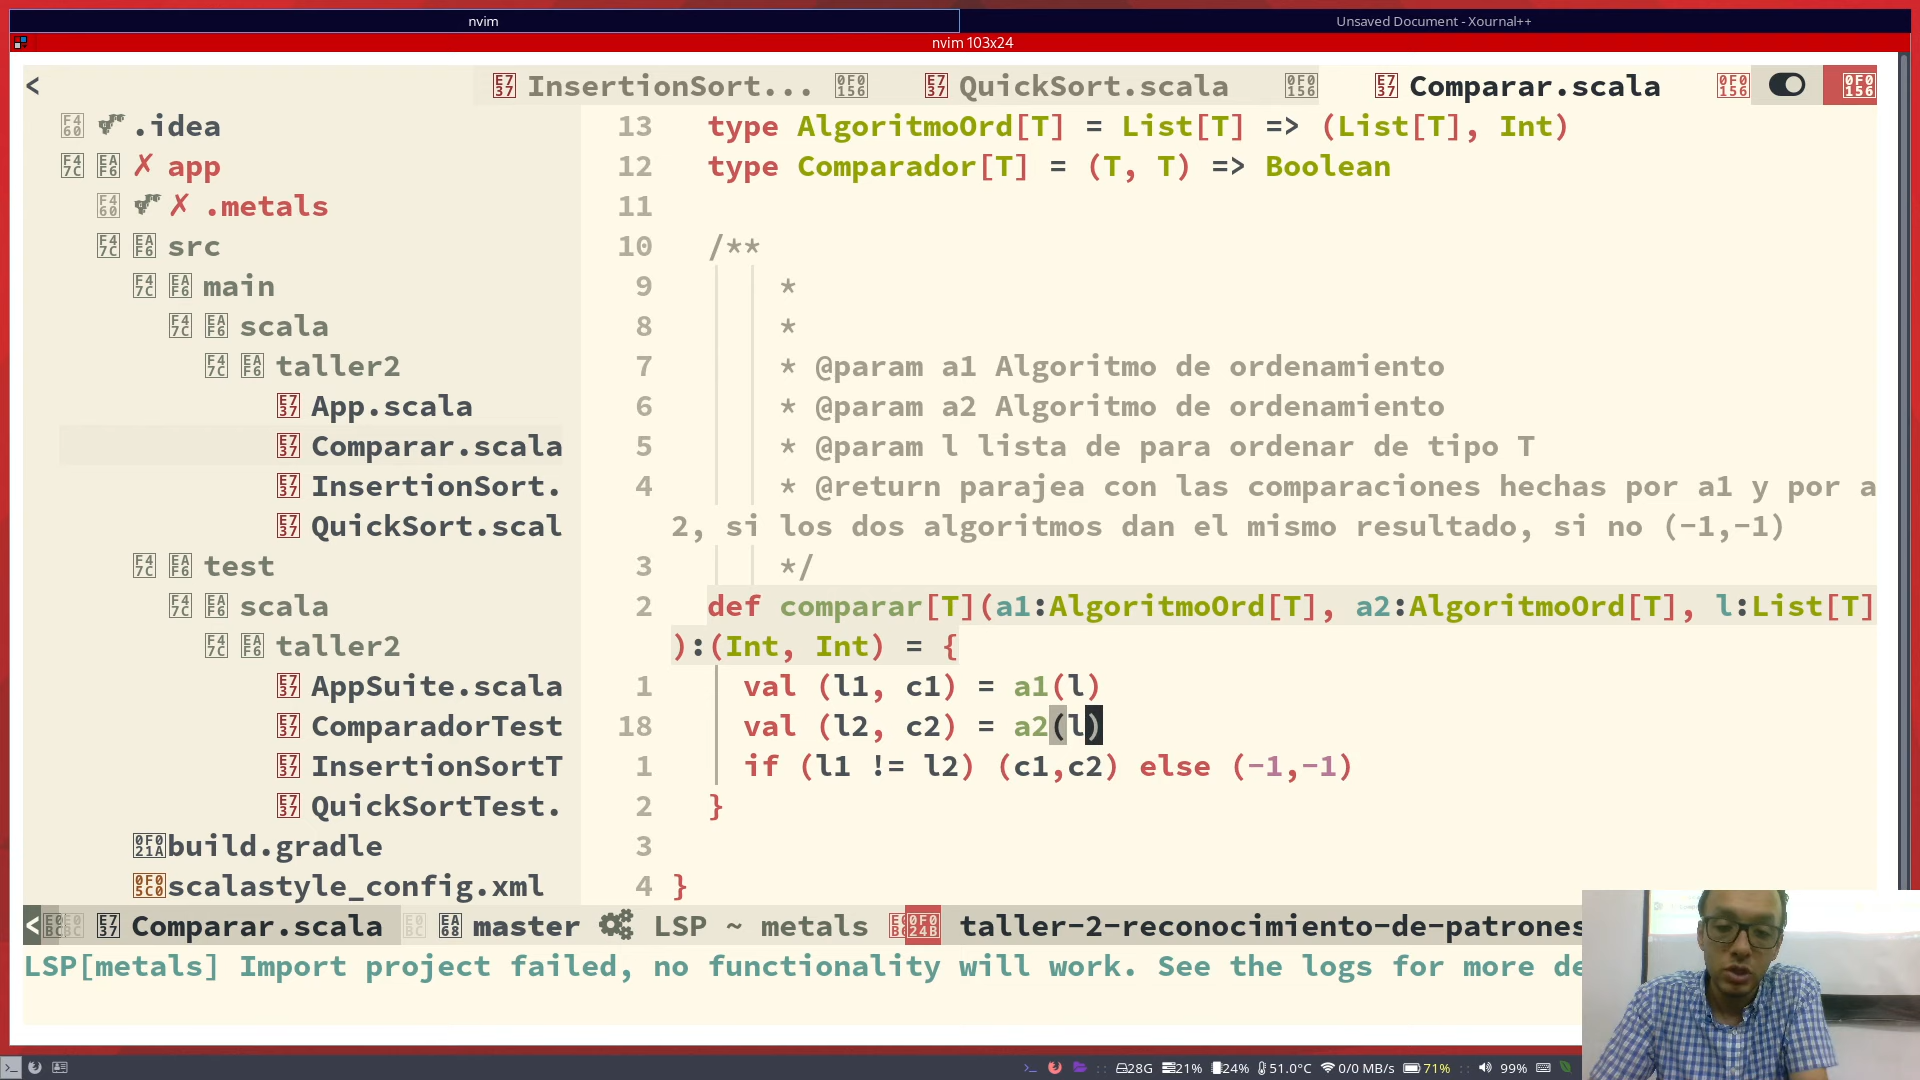 nvim
Unsaved Document - Xournal++
nvim 103x24
< InsertionSort... QuickSort.scala Comparar.scala
.idea
✗ app
✗ .metals
src
main
scala
taller2
App.scala
Comparar.scala
InsertionSort.
QuickSort.scal
test
scala
taller2
AppSuite.scala
ComparadorTest
InsertionSortT
QuickSortTest.
build.gradle
scalastyle_config.xml
13 type AlgoritmoOrd[T] = List[T] => (List[T], Int)
12 type Comparador[T] = (T, T) => Boolean
11
10 /**
9 *
8 *
7 * @param a1 Algoritmo de ordenamiento
6 * @param a2 Algoritmo de ordenamiento
5 * @param l lista de para ordenar de tipo T
4 * @return parajea con las comparaciones hechas por a1 y por a
2, si los dos algoritmos dan el mismo resultado, si no (-1,-1)
3 */
2 def comparar[T](a1:AlgoritmoOrd[T], a2:AlgoritmoOrd[T], l:List[T]
):(Int, Int) = {
1 val (l1, c1) = a1(l)
18 val (l2, c2) = a2(l)
1 if (l1 != l2) (c1,c2) else (-1,-1)
2 }
3
4 }
< Comparar.scala master LSP ~ metals taller-2-reconocimiento-de-patrones
LSP[metals] Import project failed, no functionality will work. See the logs for more de
28G 21% 24% 51.0°C 0/0 MB/s 71% 99%